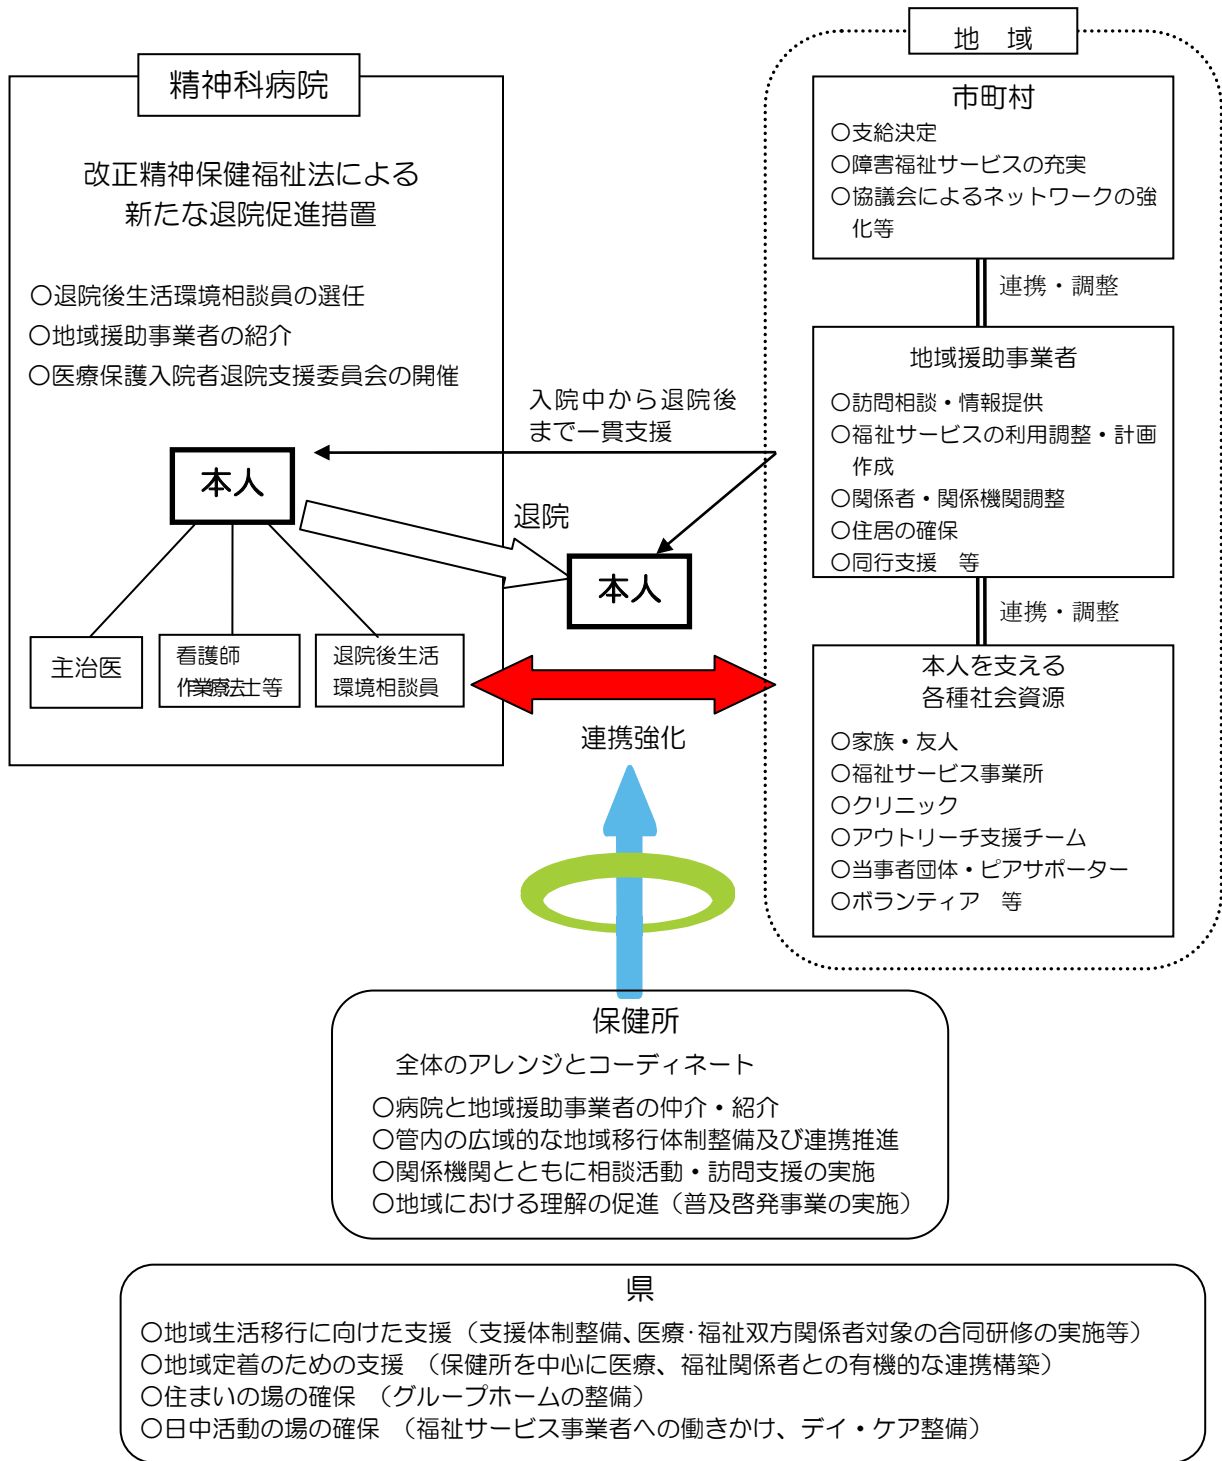 精神科病院
改正精神保健福祉法による
新たな退院促進措置
○退院後生活環境相談員の選任
○地域援助事業者の紹介
○医療保護入院者退院支援委員会の開催
本人
主治医
看護師
作業療法士等
退院後生活
環境相談員
退院
本人
入院中から退院後
まで一貫支援
連携強化
地　域
市町村
○支給決定
○障害福祉サービスの充実
○協議会によるネットワークの強
化等
連携・調整
地域援助事業者
○訪問相談・情報提供
○福祉サービスの利用調整・計画
作成
○関係者・関係機関調整
○住居の確保
○同行支援　等
連携・調整
本人を支える
各種社会資源
○家族・友人
○福祉サービス事業所
○クリニック
○アウトリーチ支援チーム
○当事者団体・ピアサポーター
○ボランティア　等
保健所
全体のアレンジとコーディネート
○病院と地域援助事業者の仲介・紹介
○管内の広域的な地域移行体制整備及び連携推進
○関係機関とともに相談活動・訪問支援の実施
○地域における理解の促進（普及啓発事業の実施）
県
○地域生活移行に向けた支援（支援体制整備、医療・福祉双方関係者対象の合同研修の実施等）
○地域定着のための支援　（保健所を中心に医療、福祉関係者との有機的な連携構築）
○住まいの場の確保　（グループホームの整備）
○日中活動の場の確保　（福祉サービス事業者への働きかけ、デイ・ケア整備）